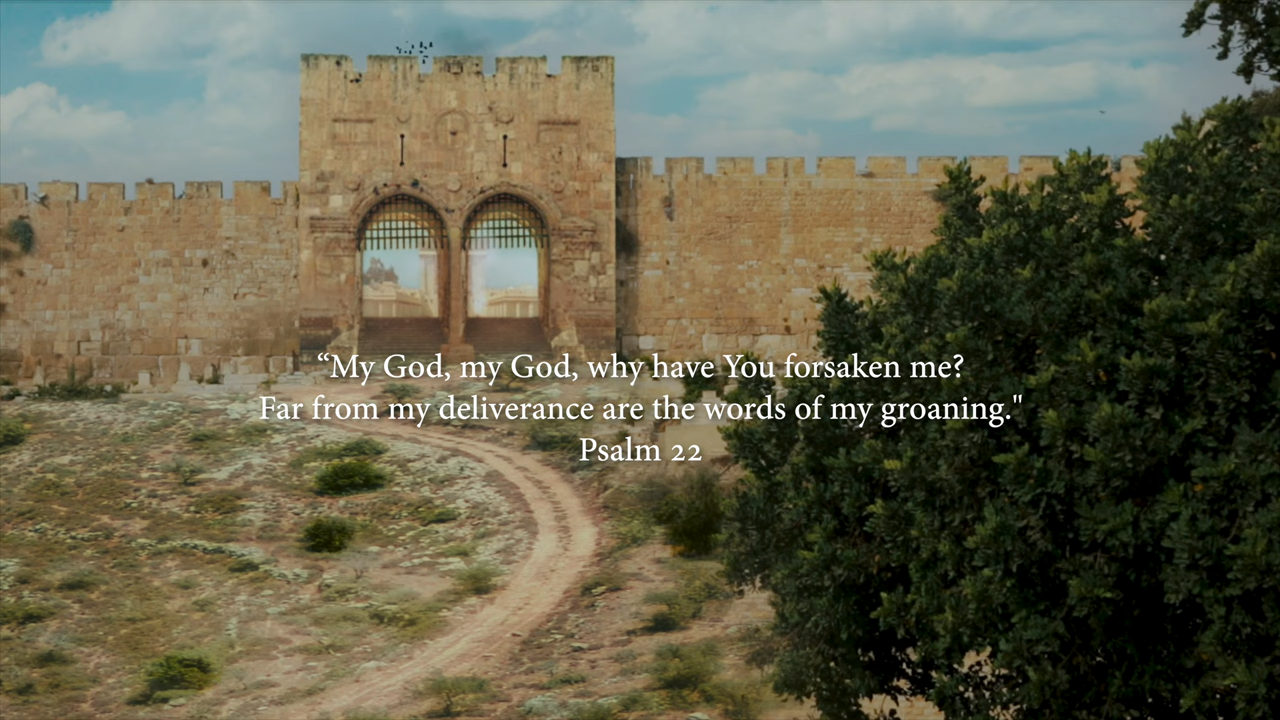 “My God, my God, why have You forsaken me?
Far from my deliverance are the words of my groaning."
Psalm 22